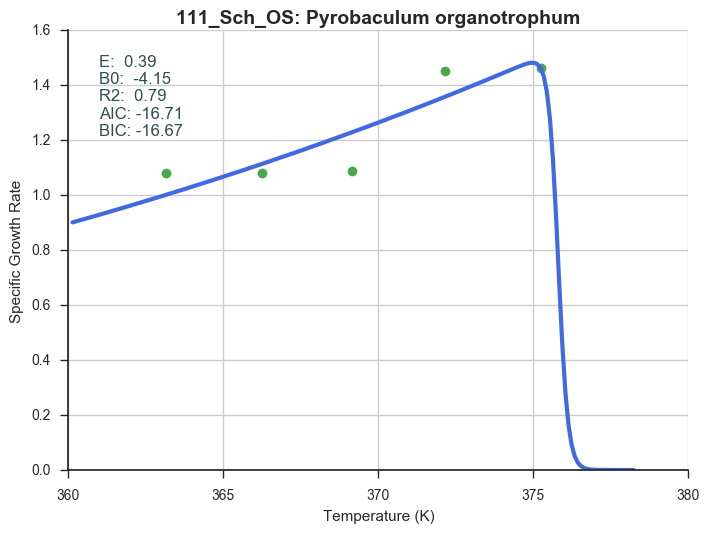 111_Sch_OS: Pyrobaculum organotrophum
E: 0.39
B0: -4.15
R2: 0.79
AIC: -16.71
BIC: -16.67
Specific Growth Rate
1.6
1.4
1.2
1.0
0.8
0.6
0.4
0.2
0.0
360 365 370 375 380
Temperature (K)